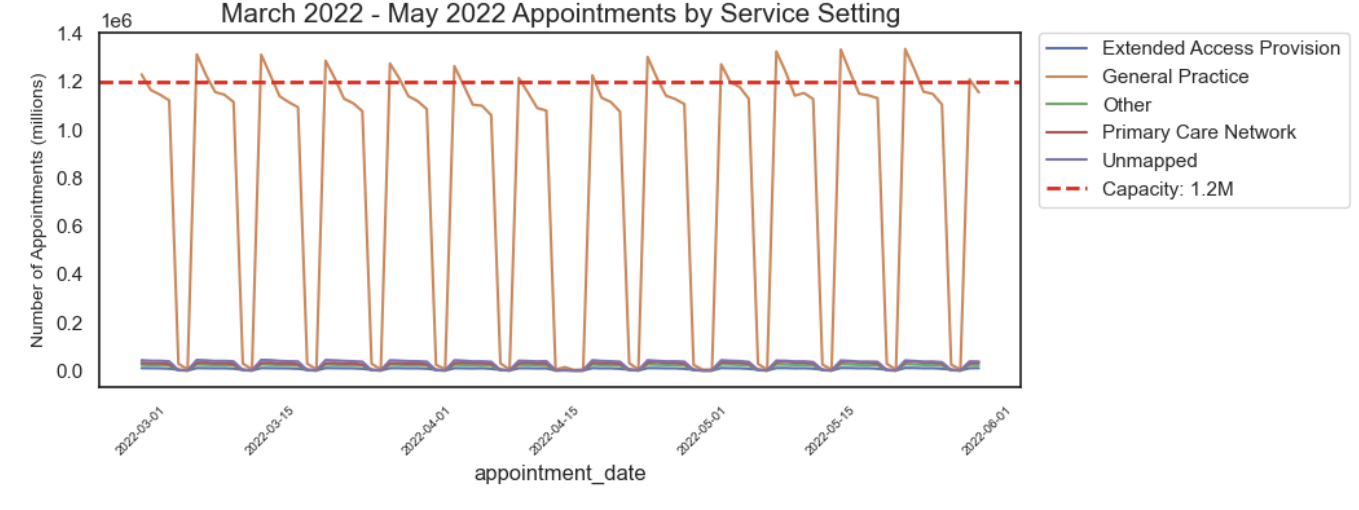 March 2022 - May 2022 Appointments by Service Setting
1e6
1.4
1.2
1.0
0.8
0.6
0.4
0.2
0.0
Number of Appointments (millions)
2022-03-01
2022-03-15
2022-04-01
2022-04-15
2022-05-01
2022-05-15
2022-06-01
appointment_date
Extended Access Provision
General Practice
Other
Primary Care Network
Unmapped
Capacity: 1.2M